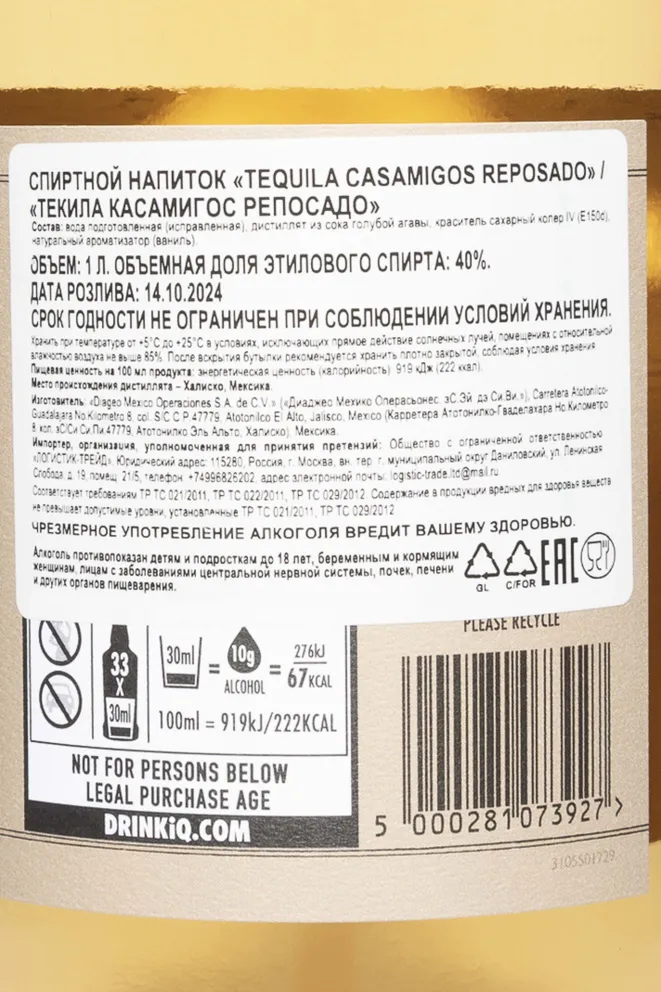 СПИРТНОЙ НАПИТОК «TEQUILA CASAMIGOS REPOSADO» /
«ТЕКИЛА КАСАМИГОС РЕПОСАДО»
Состав: вода подготовленная (исправленная), дистиллят из сока голубой агавы, краситель сахарный колер IV (E150d),
натуральный ароматизатор (ваниль).
ОБЪЕМ: 1 Л. ОБЪЕМНАЯ ДОЛЯ ЭТИЛОВОГО СПИРТА: 40%.
ДАТА РОЗЛИВА: 14.10.2024
СРОК ГОДНОСТИ НЕ ОГРАНИЧЕН ПРИ СОБЛЮДЕНИИ УСЛОВИЙ ХРАНЕНИЯ.
Хранить при температуре от +5°С до +25°С в условиях, исключающих прямое действие солнечных лучей, помещениях с относительной
влажностью воздуха не выше 85%. После вскрытия бутылки рекомендуется хранить плотно закрытой, соблюдая условия хранения.
Пищевая ценность на 100 мл продукта: энергетическая ценность (калорийность): 919 кДж (222 ккал).
Место происхождения дистиллята – Халиско, Мексика.
Изготовитель: «Diageo Mexico Operaciones S.A. de C.V.» («Диаджео Мехико Операсьонес эС.Эй дэ Си.Ви.»), Carretera Atotonilco-
Guadalajara No Kilometro 8, col. S/C C.P. 47779, Atotonilco El Alto, Jalisco, Mexico (Карретера Атотонилко-Гвадалахара Но Километро
8 кол. эС/Си Си.Пи.47779, Атотонилко Эль Альто, Халиско), Мексика.
Импортер, организация, уполномоченная для принятия претензий: Общество с ограниченной ответственностью
«ЛОГИСТИК-ТРЕЙД», Юридический адрес: 115280, Россия, г. Москва, вн. тер. г. муниципальный округ Даниловский, ул. Ленинская
Слобода, д. 19, помещ. 21/5, телефон: +74996826202, адрес электронной почты: logistic-trade.ltd@mail.ru
Соответствует требованиям ТР ТС 021/2011, ТР ТС 022/2011, ТР ТС 029/2012. Содержание в продукции вредных для здоровья веществ
не превышает допустимые уровни, установленные ТР ТС 021/2011, ТР ТС 029/2012
ЧРЕЗМЕРНОЕ УПОТРЕБЛЕНИЕ АЛКОГОЛЯ ВРЕДИТ ВАШЕМУ ЗДОРОВЬЮ.
Алкоголь противопоказан детям и подросткам до 18 лет, беременным и кормящим
женщинам, лицам с заболеваниями центральной нервной системы, почек, печени
и других органов пищеварения.
GL
C/FOR
EAC
PLEASE RECYCLE
33
X
30ml
30ml = 10g ALCOHOL = 276kJ
67KCAL
100ml = 919kJ/222KCAL
NOT FOR PERSONS BELOW
LEGAL PURCHASE AGE
DRINKiQ.COM
5 000281 073927 >
3105501729